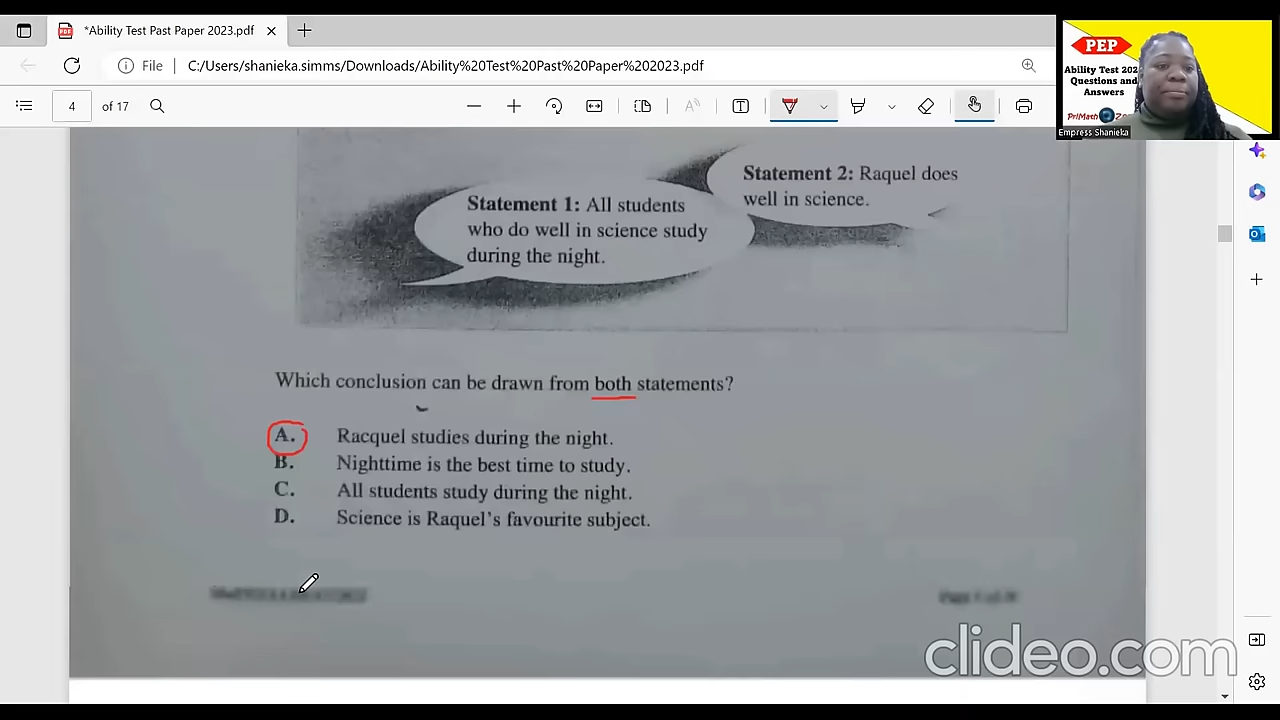 *Ability Test Past Paper 2023.pdf
File
C:/Users/shanieka.simms/Downloads/Ability%20Test%20Past%20Paper%202023.pdf
4
of 17
PEP
Ability Test 202
Questions and
Answers
PriMath
Empress Shanieka
Statement 1: All students
who do well in science study
during the night.
Statement 2: Raquel does
well in science.
Which conclusion can be drawn from both statements?
A. Racquel studies during the night.
B. Nighttime is the best time to study.
C. All students study during the night.
D. Science is Raquel’s favourite subject.
clideo.com